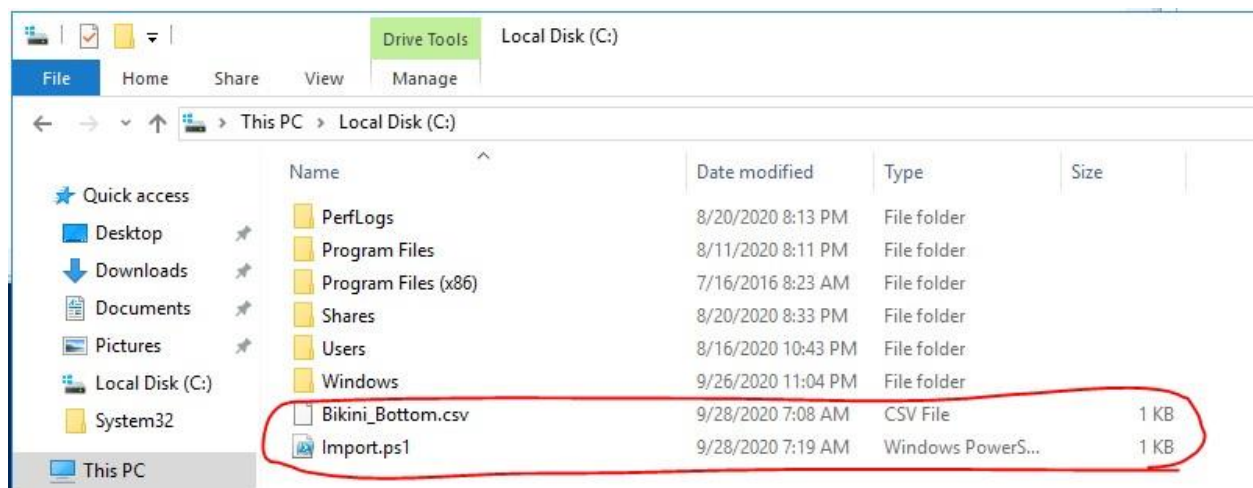 Drive Tools Local Disk (C:)
File Home Share View Manage
This PC > Local Disk (C:)
Name Date modified Type Size
Quick access
Desktop
Downloads
Documents
Pictures
Local Disk (C:)
System32
This PC
PerfLogs 8/20/2020 8:13 PM File folder
Program Files 8/11/2020 8:11 PM File folder
Program Files (x86) 7/16/2016 8:23 AM File folder
Shares 8/20/2020 8:33 PM File folder
Users 8/16/2020 10:43 PM File folder
Windows 9/26/2020 11:04 PM File folder
Bikini_Bottom.csv 9/28/2020 7:08 AM CSV File 1 KB
Import.ps1 9/28/2020 7:19 AM Windows PowerS... 1 KB